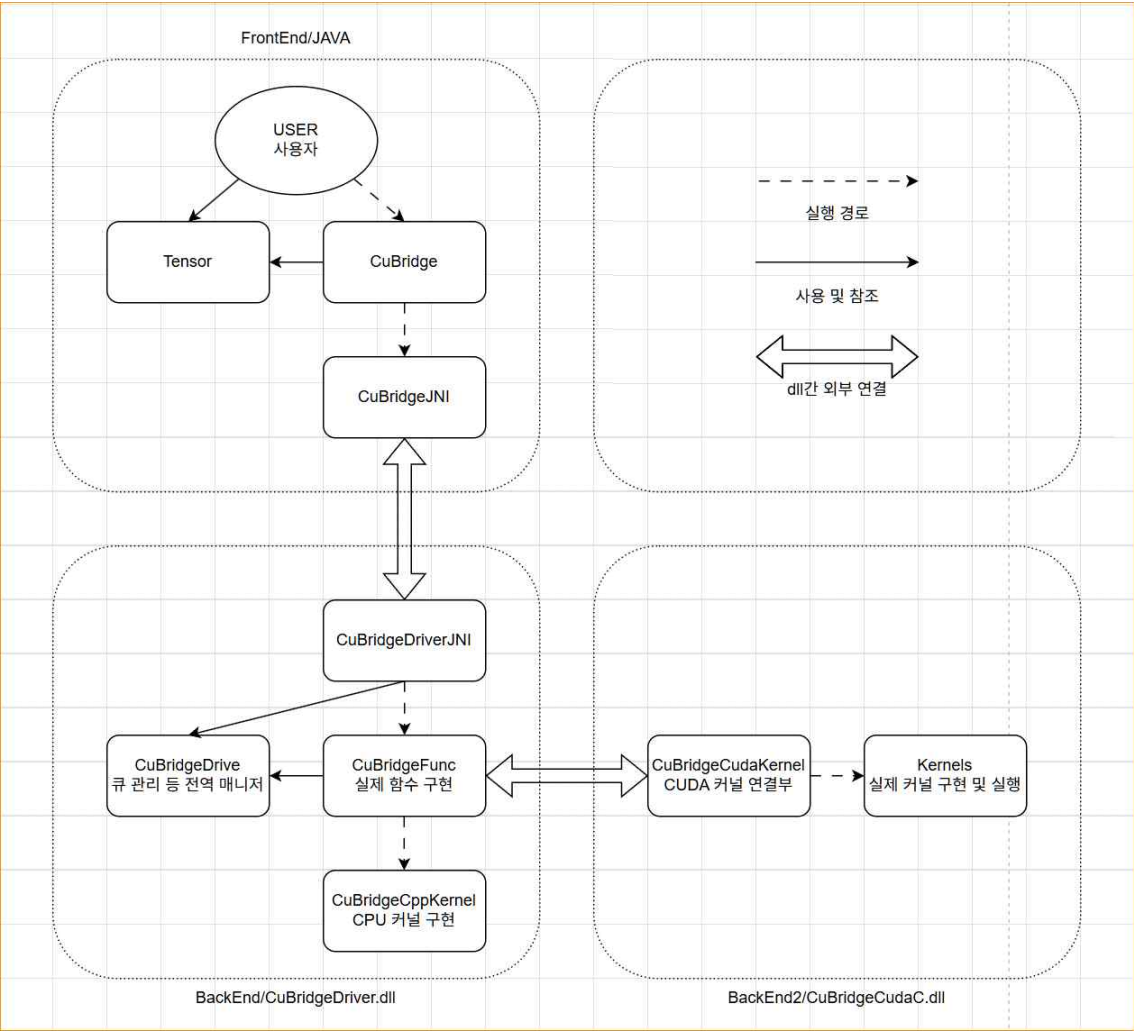 FrontEnd/JAVA
USER
사용자
Tensor
CuBridge
CuBridgeJNI
실행 경로
사용 및 참조
dll간 외부 연결
CuBridgeDriverJNI
CuBridgeDrive
큐 관리 등 전역 매니저
CuBridgeFunc
실제 함수 구현
CuBridgeCppKernel
CPU 커널 구현
BackEnd/CuBridgeDriver.dll
CuBridgeCudaKernel
CUDA 커널 연결부
Kernels
실제 커널 구현 및 실행
BackEnd2/CuBridgeCudaC.dll